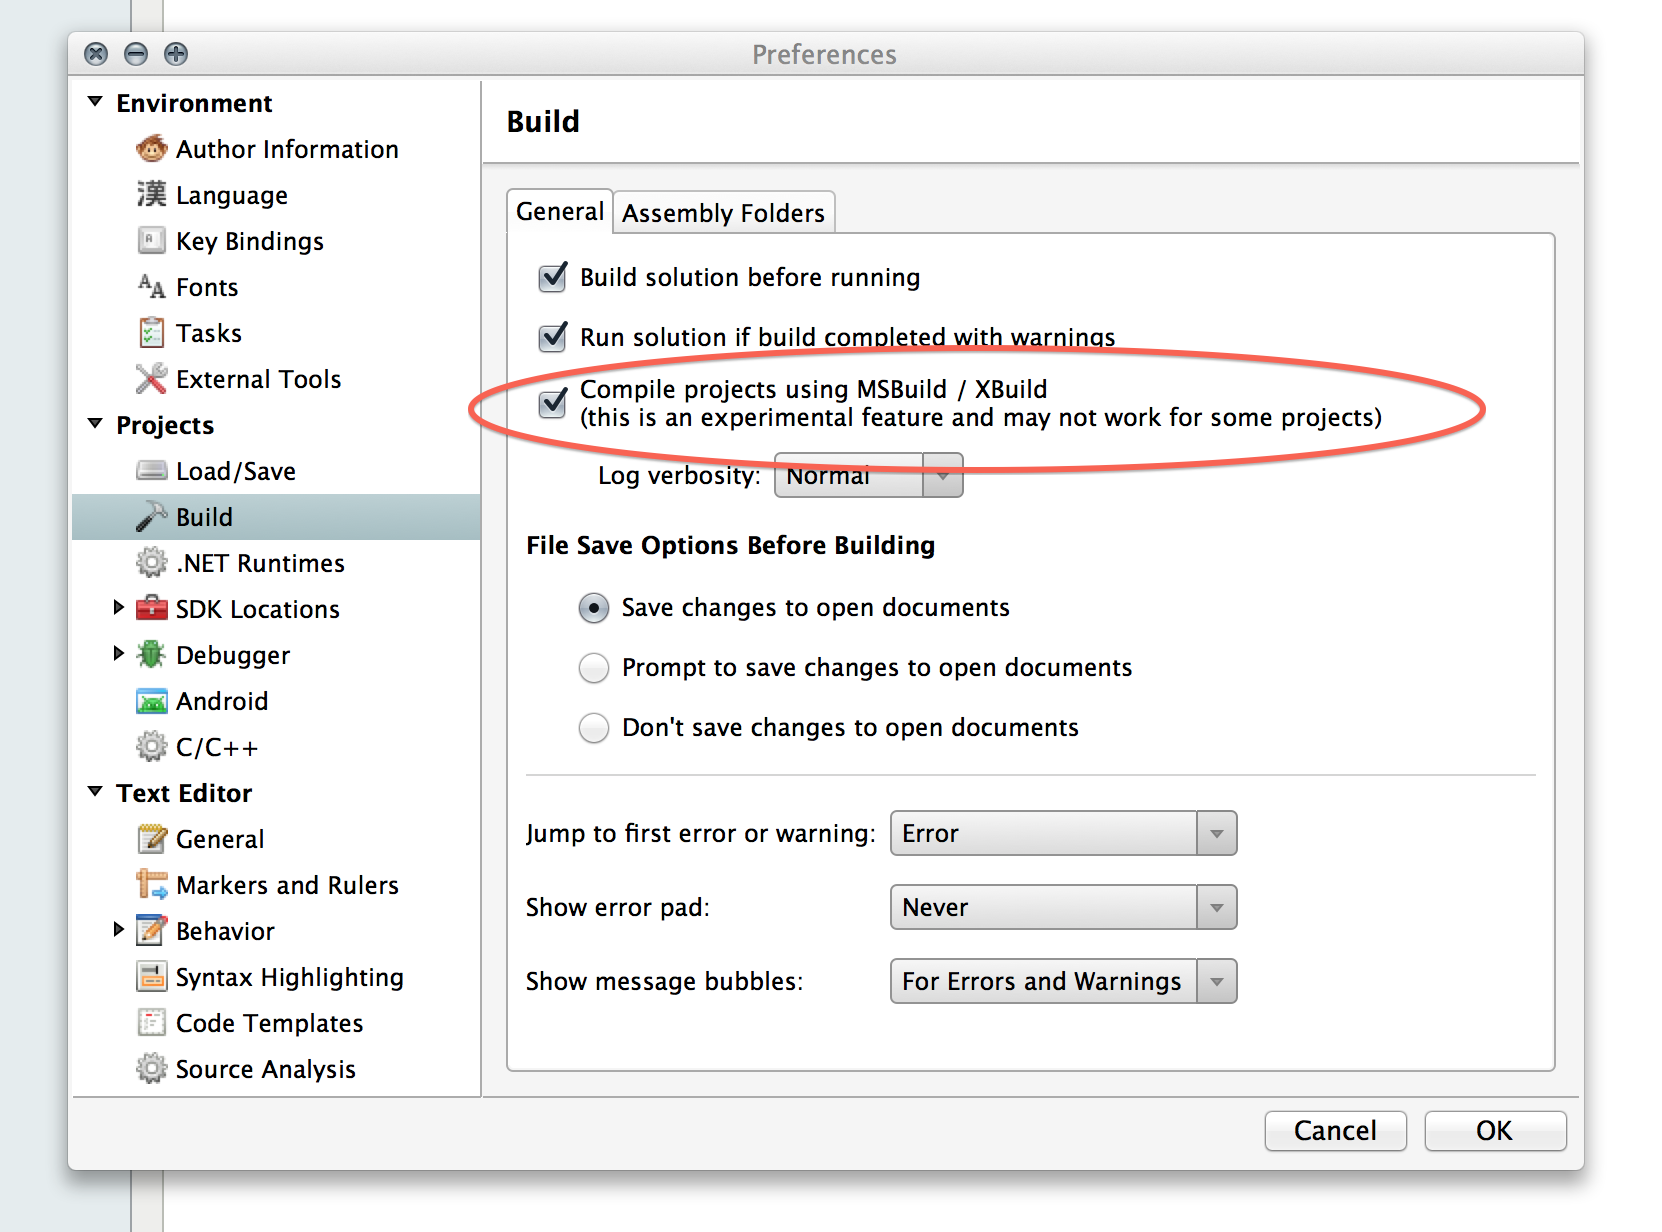 Preferences
Environment
Author Information
漢 Language
A Key Bindings
AA Fonts
Tasks
External Tools
Projects
Load/Save
Build
.NET Runtimes
SDK Locations
Debugger
Android
C/C++
Text Editor
General
Markers and Rulers
Behavior
Syntax Highlighting
Code Templates
Source Analysis
Build
General Assembly Folders
Build solution before running
Run solution if build completed with warnings
Compile projects using MSBuild / XBuild
(this is an experimental feature and may not work for some projects)
Log verbosity: Normal
File Save Options Before Building
Save changes to open documents
Prompt to save changes to open documents
Don't save changes to open documents
Jump to first error or warning: Error
Show error pad: Never
Show message bubbles: For Errors and Warnings
Cancel OK